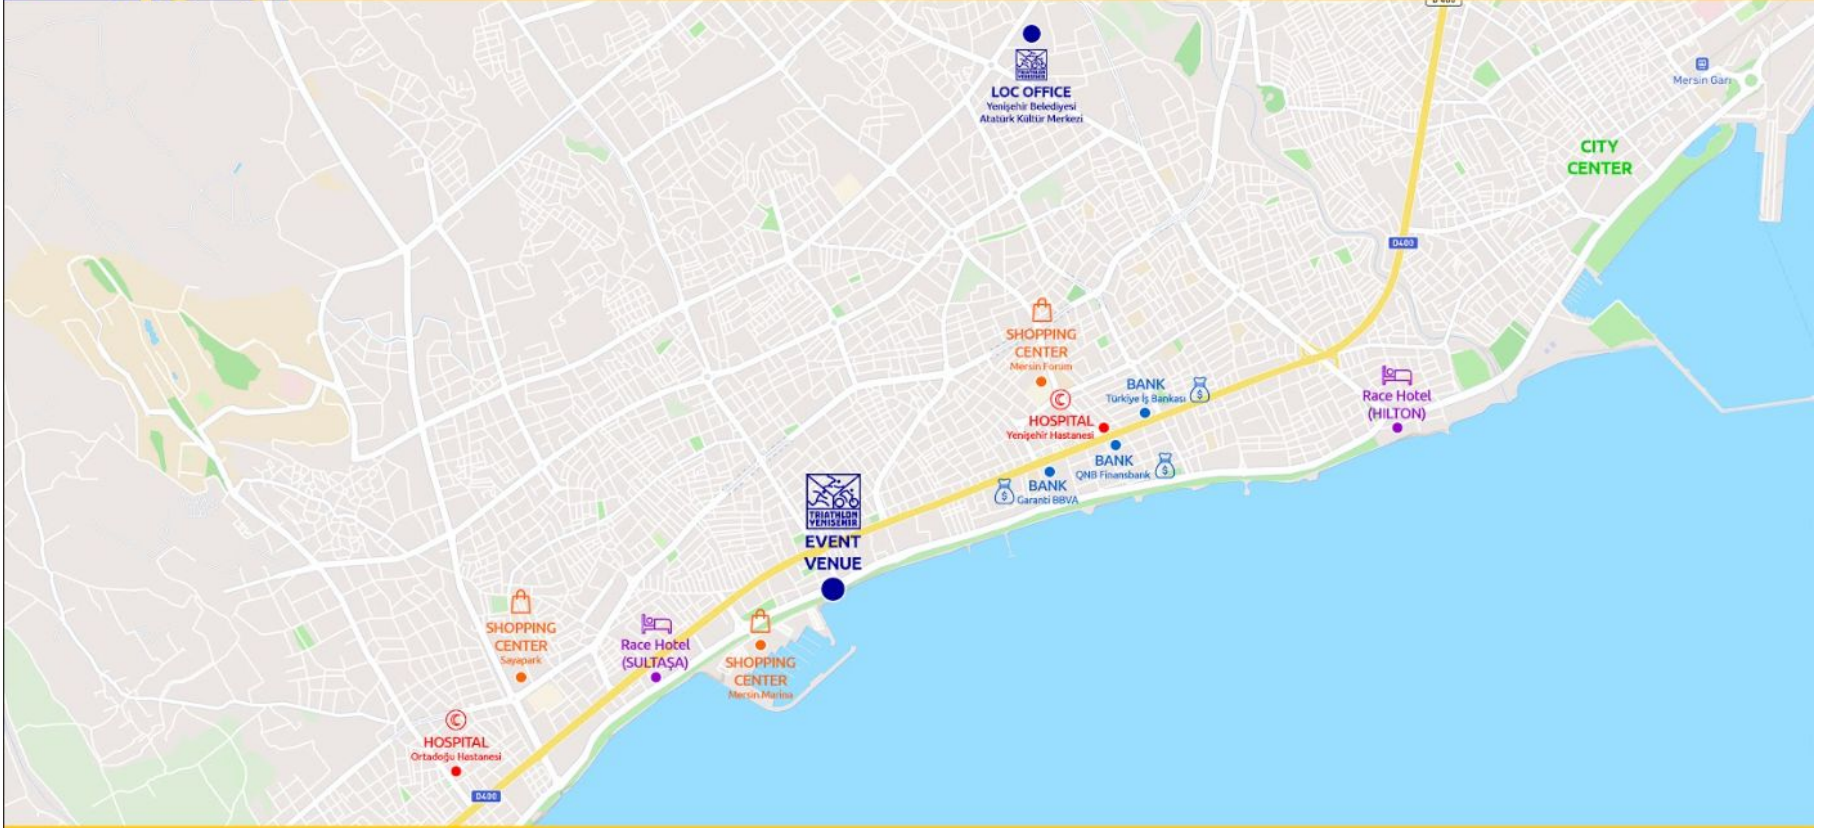 D400
LOC OFFICE
Yenişehir Belediyesi
Atatürk Kültür Merkezi
Mersin Garı
CITY
CENTER
D400
SHOPPING
CENTER
Mersin Forum
BANK
Türkiye İş Bankası
Race Hotel
(HILTON)
HOSPITAL
Yenişehir Hastanesi
BANK
QNB Finansbank
BANK
Garanti BBVA
TRIATHLON
YENISEHIR
EVENT
VENUE
SHOPPING
CENTER
Sayapark
Race Hotel
(SULTAŞA)
SHOPPING
CENTER
Mersin Marina
HOSPITAL
Ortadoğu Hastanesi
D400